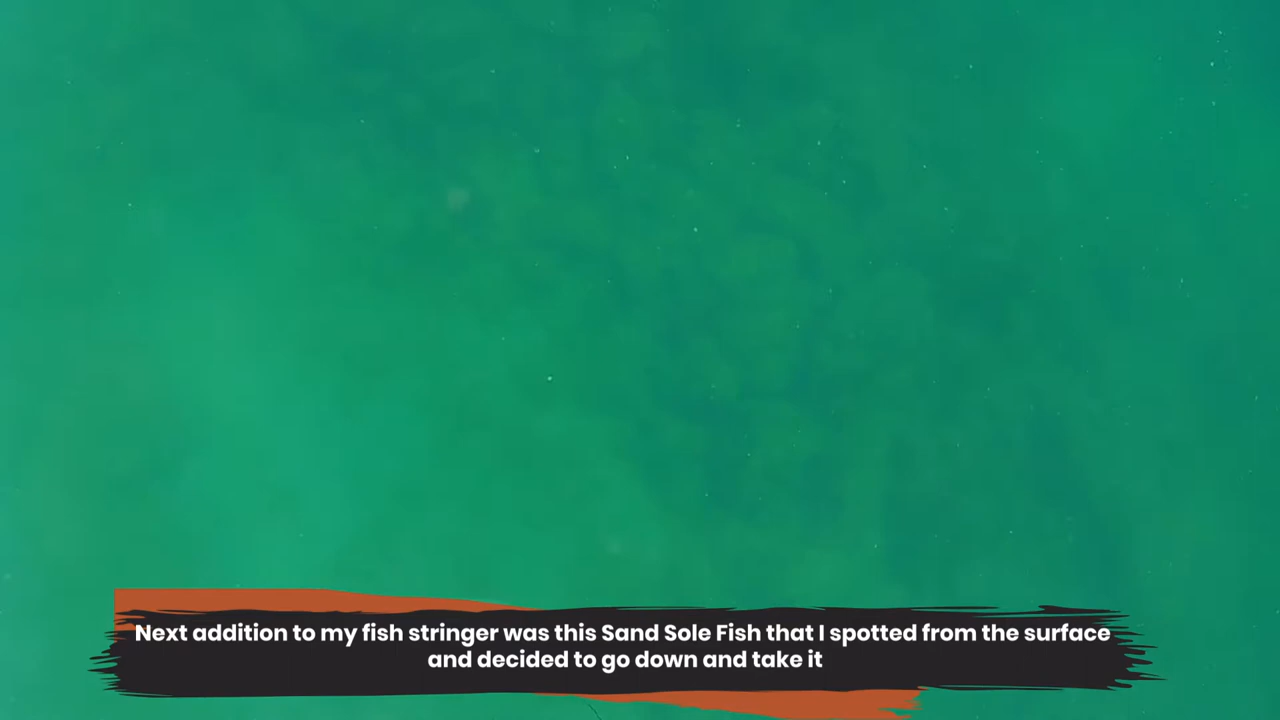 Next addition to my fish stringer was this Sand Sole Fish that I spotted from the surface
and decided to go down and take it